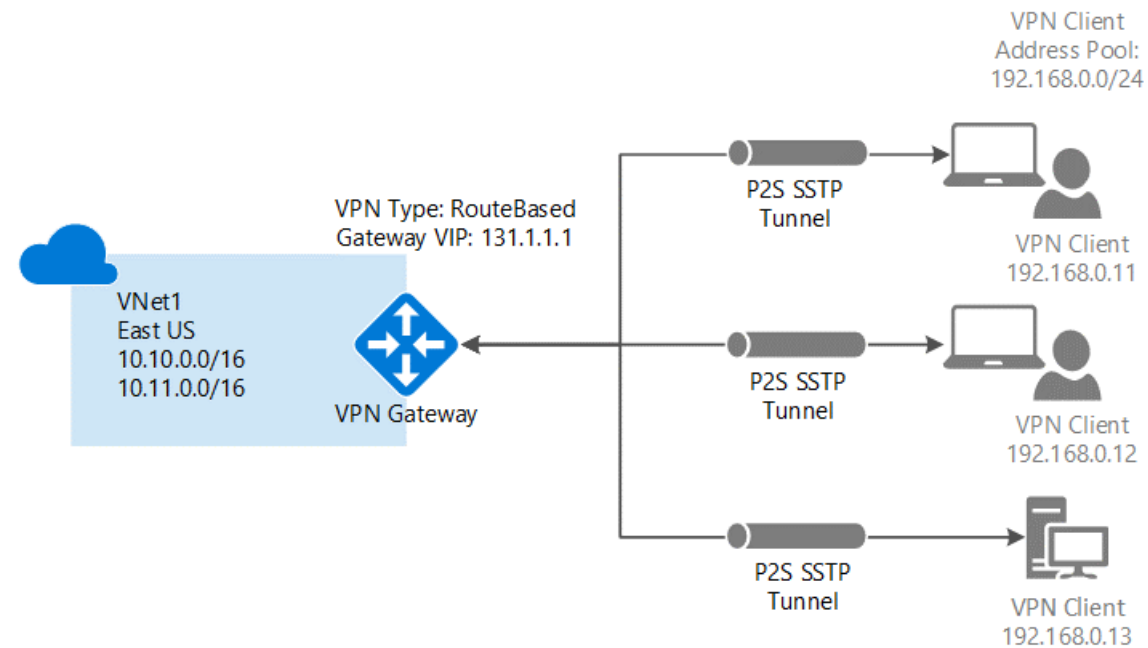 VPN Client
Address Pool:
192.168.0.0/24
P2S SSTP
Tunnel
VPN Type: RouteBased
Gateway VIP: 131.1.1.1
VPN Client
192.168.0.11
VNet1
East US
10.10.0.0/16
10.11.0.0/16
VPN Gateway
P2S SSTP
Tunnel
VPN Client
192.168.0.12
P2S SSTP
Tunnel
VPN Client
192.168.0.13